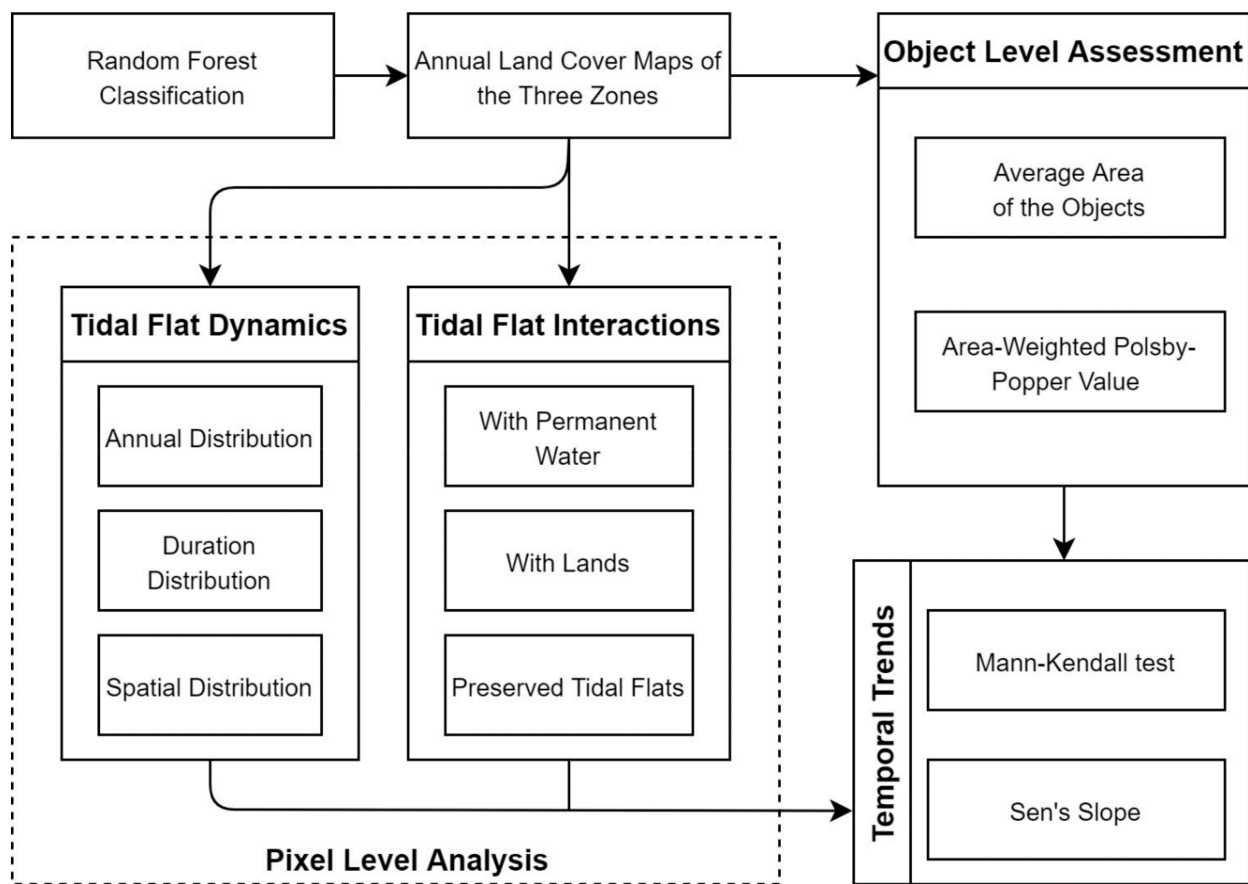 Random Forest
Classification
Annual Land Cover Maps of
the Three Zones
Object Level Assessment
Average Area
of the Objects
Area-Weighted Polsby-
Popper Value
Tidal Flat Dynamics
Annual Distribution
Duration
Distribution
Spatial Distribution
Tidal Flat Interactions
With Permanent
Water
With Lands
Preserved Tidal Flats
Pixel Level Analysis
Temporal Trends
Mann-Kendall test
Sen's Slope